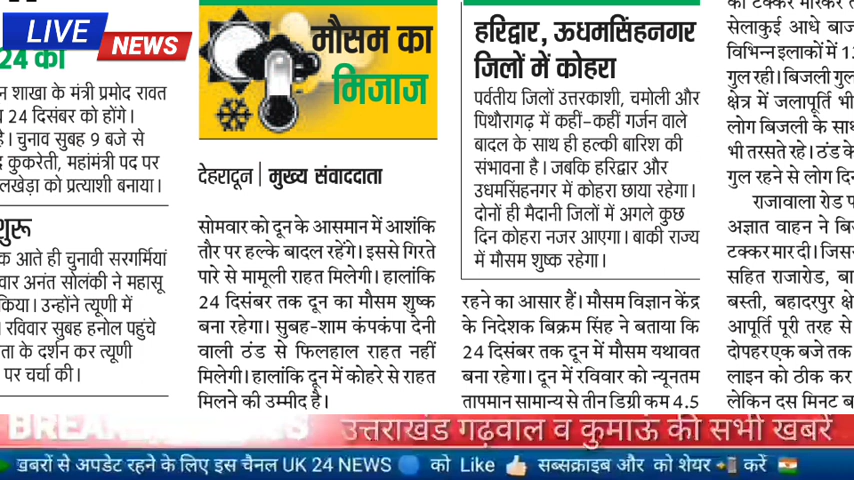 LIVE
NEWS
24 को
न शाखा के मंत्री प्रमोद रावत
24 दिसंबर को होंगे।
है। चुनाव सुबह 9 बजे से
कुकरेती, महांमंत्री पद पर
लखेड़ा को प्रत्याशी बनाया।
शुरू
क आते ही चुनावी सरगर्मियां
वार अनंत सोलंकी ने महासू
किया। उन्होंने त्यूणी में
। रविवार सुबह हनोल पहुंचे
ता के दर्शन कर त्यूणी
पर चर्चा की।
मौसम का
मिजाज
देहरादून | मुख्य संवाददाता
सोमवार को दून के आसमान में आशंकि
तौर पर हल्के बादल रहेंगे। इससे गिरते
पारे से मामूली राहत मिलेगी। हालांकि
24 दिसंबर तक दून का मौसम शुष्क
बना रहेगा। सुबह-शाम कंपकंपा देनी
वाली ठंड से फिलहाल राहत नहीं
मिलेगी। हालांकि दून में कोहरे से राहत
मिलने की उम्मीद है।
हरिद्वार, ऊधमसिंहनगर
जिलों में कोहरा
पर्वतीय जिलों उत्तरकाशी, चमोली और
पिथौरागढ़ में कहीं-कहीं गर्जन वाले
बादल के साथ ही हल्की बारिश की
संभावना है। जबकि हरिद्वार और
उधमसिंहनगर में कोहरा छाया रहेगा।
दोनों ही मैदानी जिलों में अगले कुछ
दिन कोहरा नजर आएगा। बाकी राज्य
में मौसम शुष्क रहेगा।
रहने का आसार हैं। मौसम विज्ञान केंद्र
के निदेशक बिक्रम सिंह ने बताया कि
24 दिसंबर तक दून में मौसम यथावत
बना रहेगा। दून में रविवार को न्यूनतम
तापमान सामान्य से तीन डिग्री कम 4.5
का टक्कर मारकर
सेलाकुई आधे बाज
विभिन्न इलाकों में 1
गुल रही। बिजली गुल
क्षेत्र में जलापूर्ति भी
लोग बिजली के साथ
भी तरसते रहे। ठंड के
गुल रहने से लोग दिन
राजावाला रोड प
अज्ञात वाहन ने बि
टक्कर मार दी। जिस
सहित राजारोड, बा
बस्ती, बहादरपुर क्षे
आपूर्ति पूरी तरह से
दोपहर एक बजे तक
लाइन को ठीक कर
लेकिन दस मिनट ब
उत्तराखंड गढ़वाल व कुमाऊं की सभी खबरें
खबरों से अपडेट रहने के लिए इस चैनल UK 24 NEWS 🔵 को Like 👍🏻 सब्सक्राइब और को शेयर 📲 करें 🇮🇳